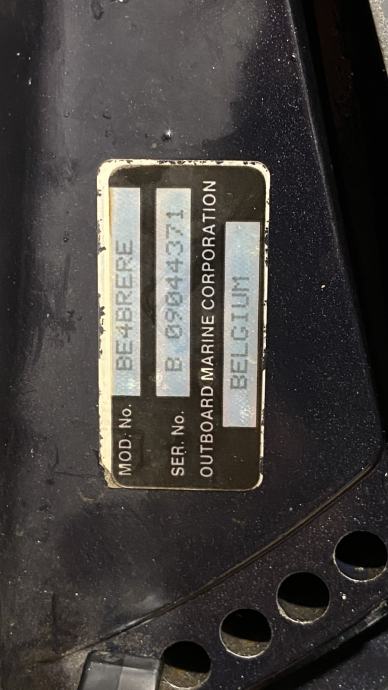 MOD. No. BE4BRERE
SER. No. B 09044371
OUTBOARD MARINE CORPORATION
BELGIUM